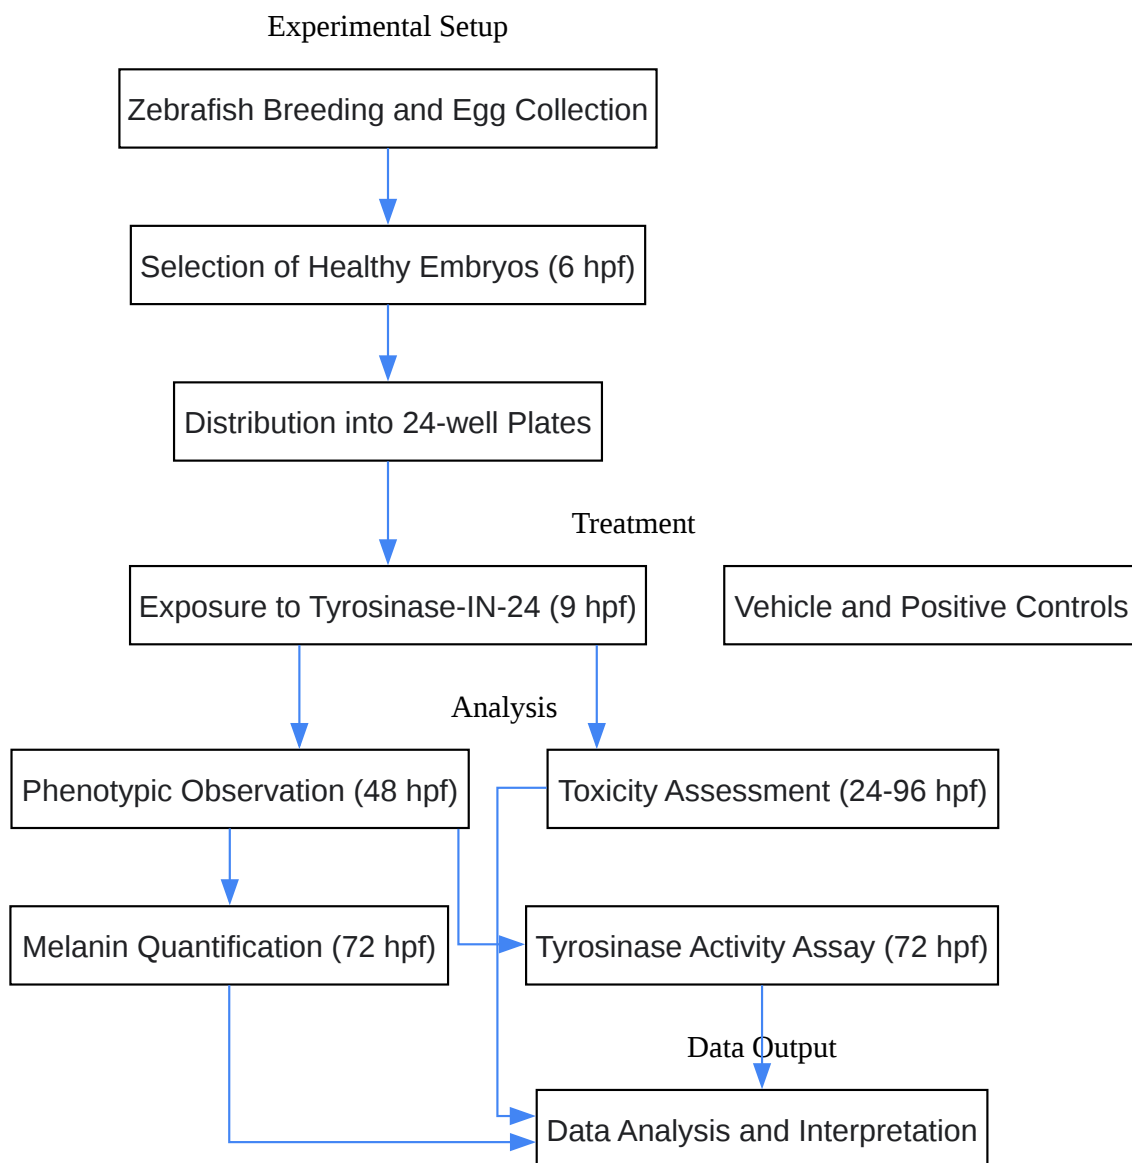 Experimental Setup
Zebrafish Breeding and Egg Collection
Selection of Healthy Embryos (6 hpf)
Distribution into 24-well Plates
Treatment
Exposure to Tyrosinase-IN-24 (9 hpf)
Vehicle and Positive Controls
Analysis
Phenotypic Observation (48 hpf)
Toxicity Assessment (24-96 hpf)
Melanin Quantification (72 hpf)
Tyrosinase Activity Assay (72 hpf)
Data Output
Data Analysis and Interpretation